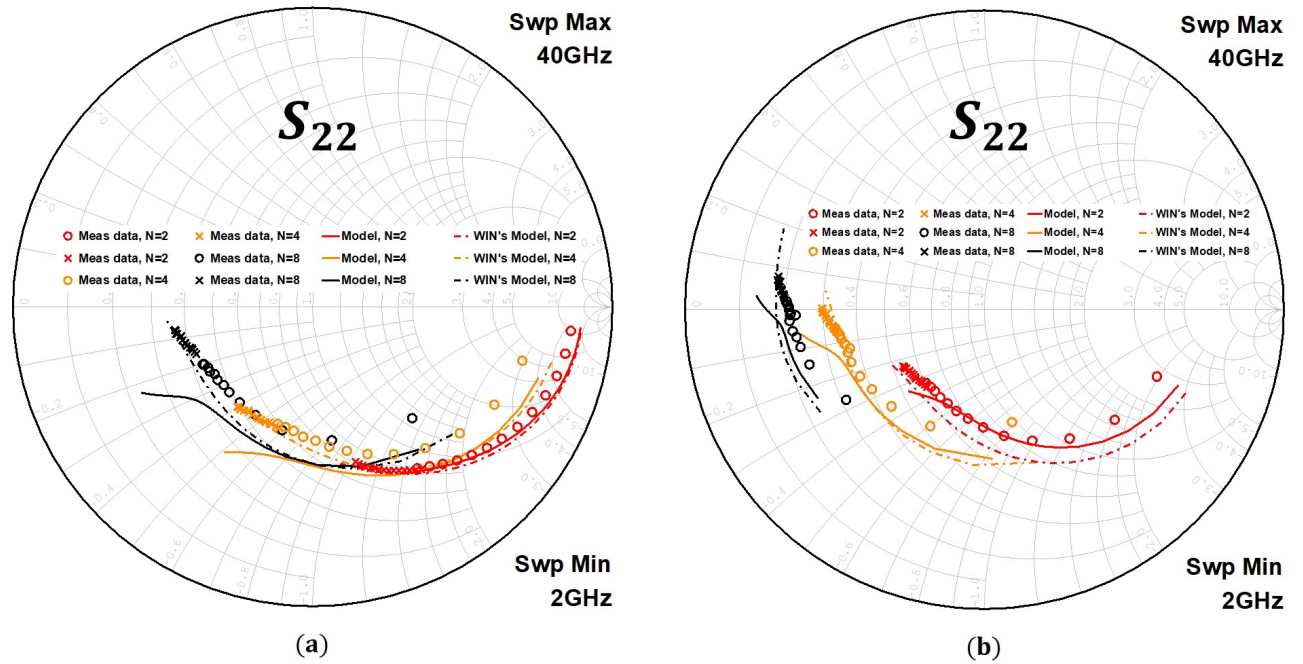 Swp Max
40GHz
S22
Meas data, N=2 Meas data, N=4 Model, N=2 WIN's Model, N=2
Meas data, N=2 Meas data, N=8 Model, N=4 WIN's Model, N=4
Meas data, N=4 Meas data, N=8 Model, N=8 WIN's Model, N=8
Swp Min
2GHz
(a)
Swp Max
40GHz
S22
Meas data, N=2 Meas data, N=4 Model, N=2 WIN's Model, N=2
Meas data, N=2 Meas data, N=8 Model, N=4 WIN's Model, N=4
Meas data, N=4 Meas data, N=8 Model, N=8 WIN's Model, N=8
Swp Min
2GHz
(b)